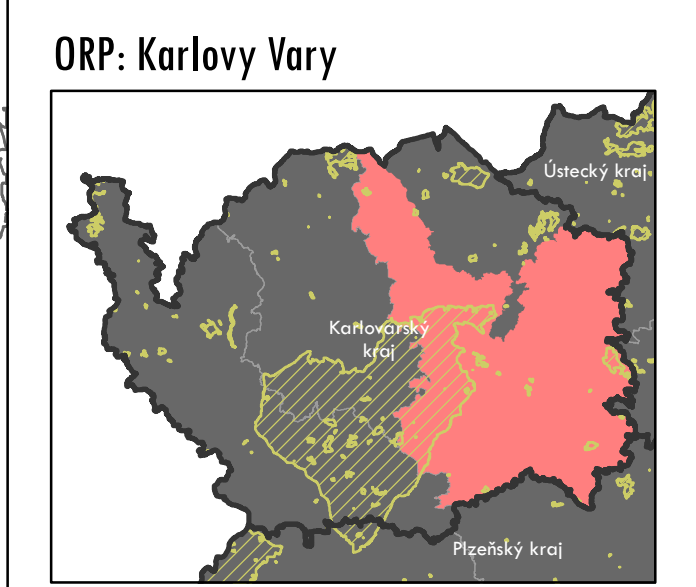 ORP: Karlovy Vary
Ústecký kraj
Karlovarský
kraj
Plzeňský kraj